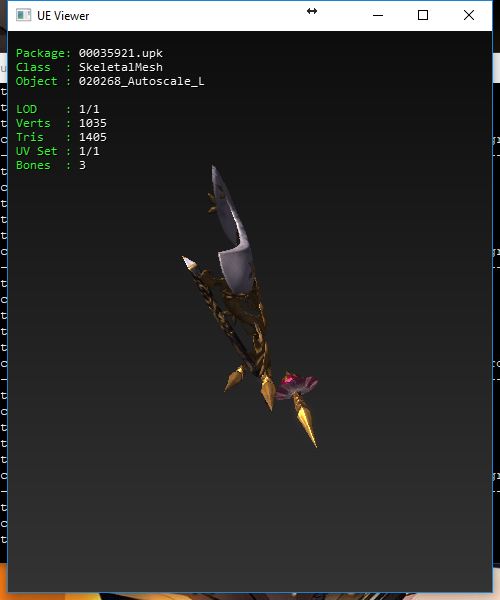 UE Viewer
Package: 00035921.upk
Class : SkeletalMesh
Object : 020268_Autoscale_L
LOD : 1/1
Verts : 1035
Tris : 1405
UV Set : 1/1
Bones : 3